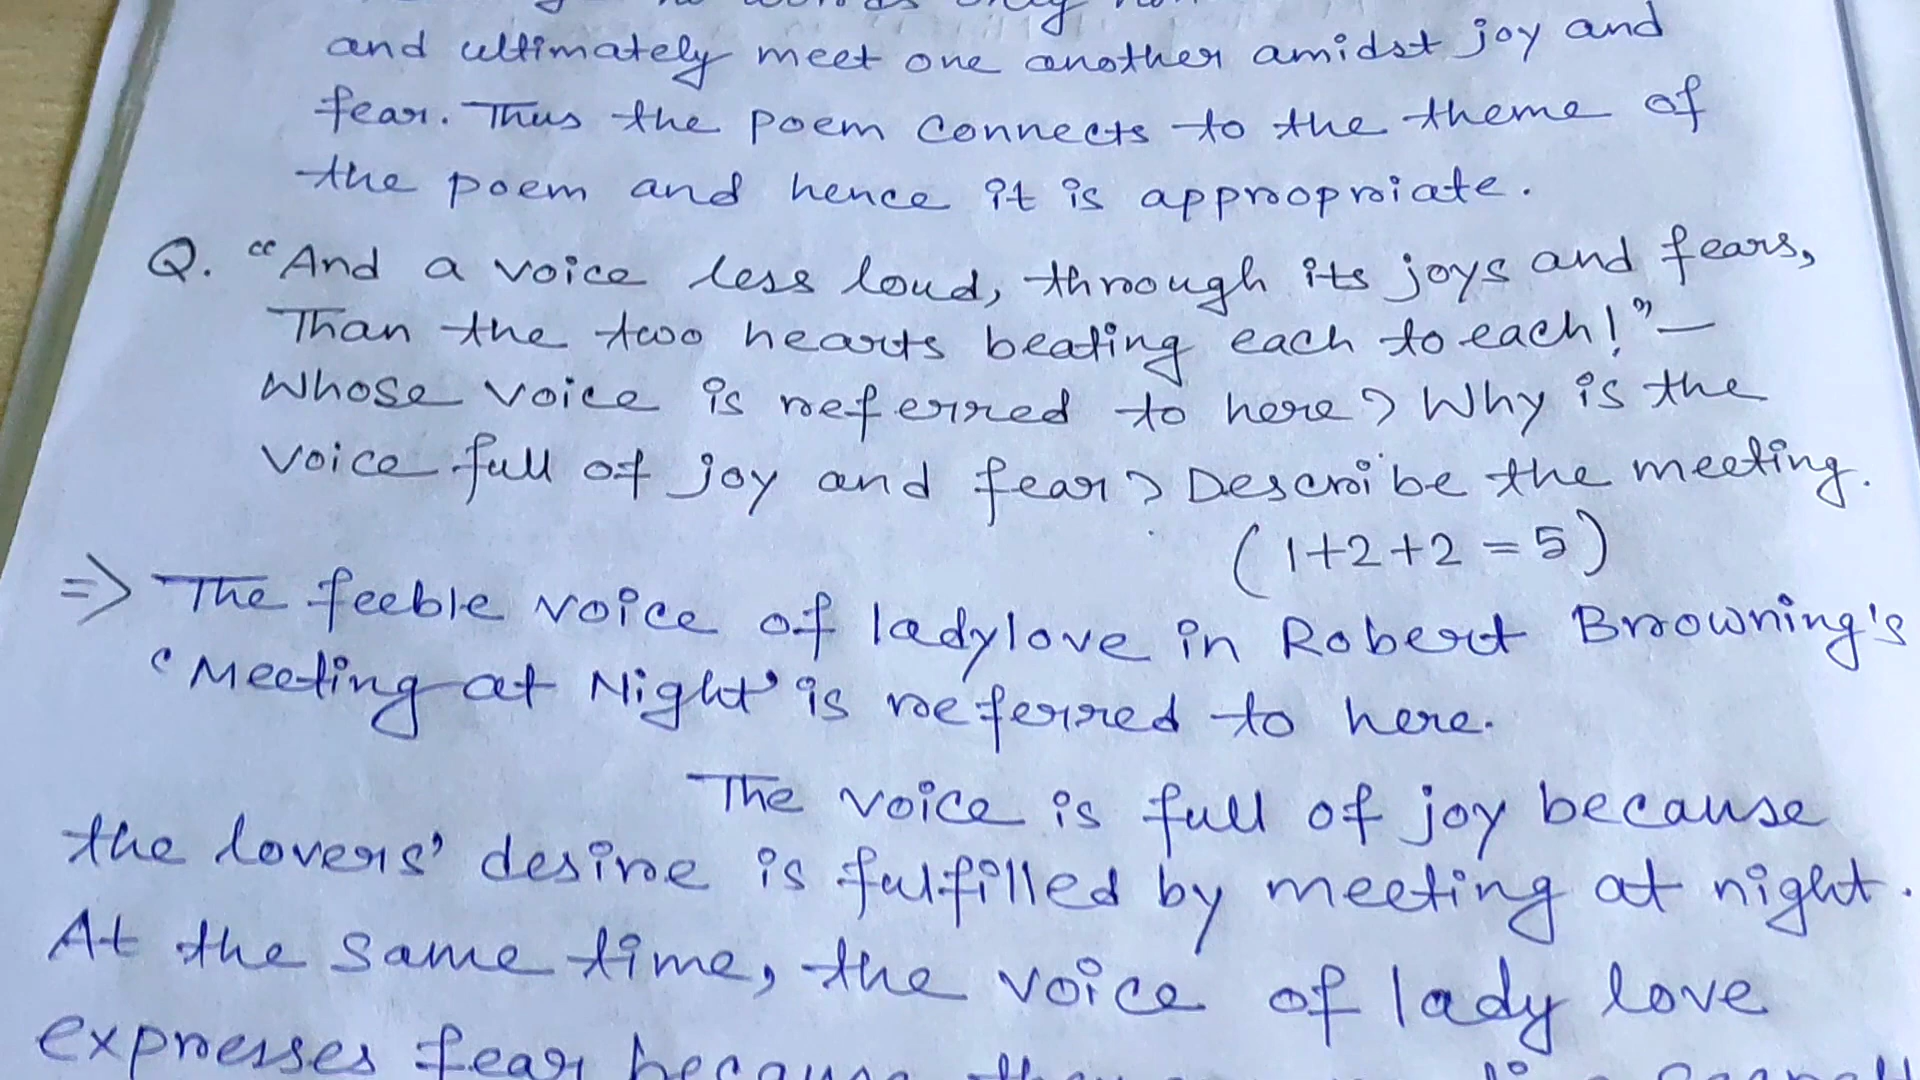 and ultimately meet one another amidst joy and
fear. Thus the poem connects to the theme of
the poem and hence it is appropriate.
Q. "And a voice less loud, through its joys and fears,
Than the two hearts beating each to each!" —
Whose voice is referred to here? Why is the
voice full of joy and fear? Describe the meeting.
(1+2+2=5)
=> The feeble voice of ladylove in Robert Browning's
'Meeting at Night' is referred to here.
The voice is full of joy because
the lovers' desire is fulfilled by meeting at night.
At the same time, the voice of lady love
expresses fear because